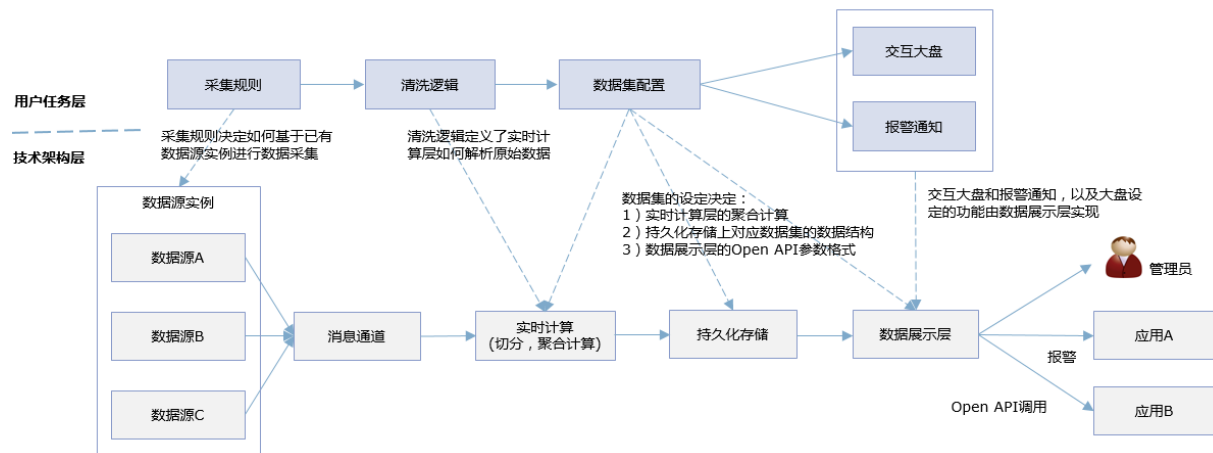 交互大盘
采集规则
清洗逻辑
数据集配置
用户任务层
报警通知
采集规则决定如何基于已有
数据源实例进行数据采集
清洗逻辑定义了实时计
算层如何解析原始数据
技术架构层
数据源实例
数据集的设定决定：
1）实时计算层的聚合计算
2）持久化存储上对应数据集的数据结构
3）数据展示层的Open API参数格式
交互大盘和报警通知，以及大盘设
定的功能由数据展示层实现
数据源A
管理员
数据源B
消息通道
实时计算
(切分，聚合计算)
持久化存储
数据展示层
应用A
报警
数据源C
Open API调用
应用B